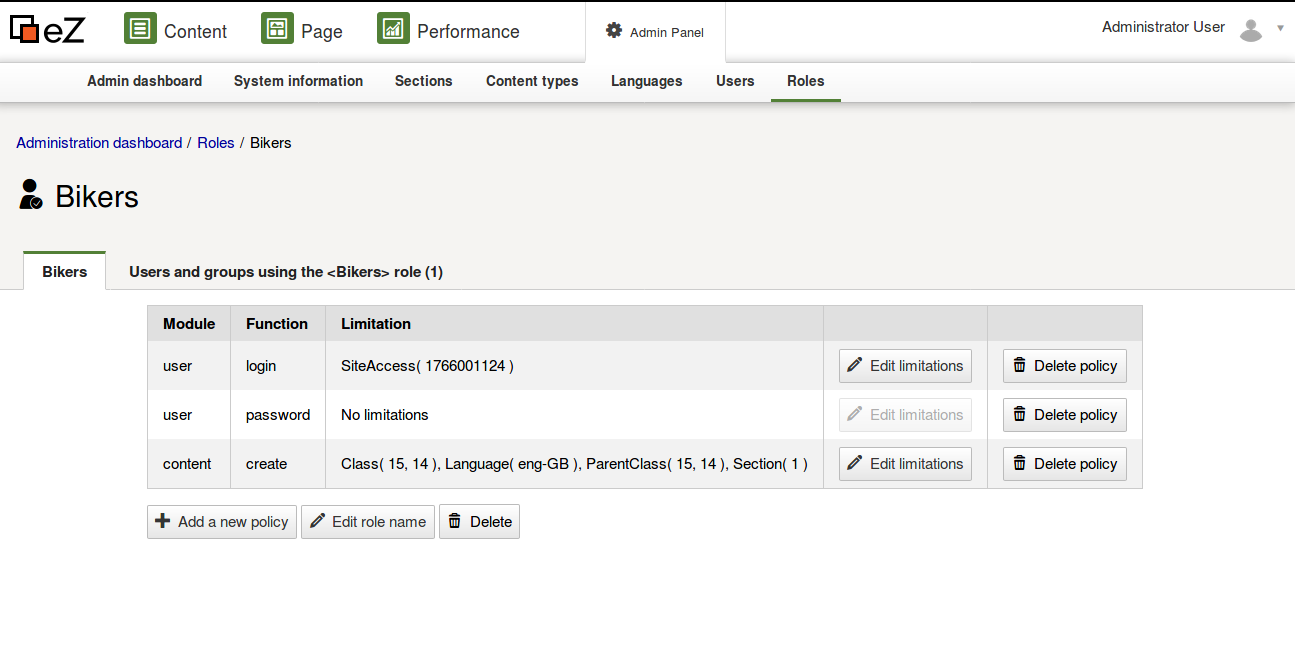 eZ Content Page Performance Admin Panel Administrator User
Admin dashboard System information Sections Content types Languages Users Roles
Administration dashboard / Roles / Bikers
Bikers
Bikers Users and groups using the <Bikers> role (1)
Module Function Limitation
user login SiteAccess( 1766001124 ) Edit limitations Delete policy
user password No limitations Edit limitations Delete policy
content create Class( 15, 14 ), Language( eng-GB ), ParentClass( 15, 14 ), Section( 1 ) Edit limitations Delete policy
Add a new policy Edit role name Delete